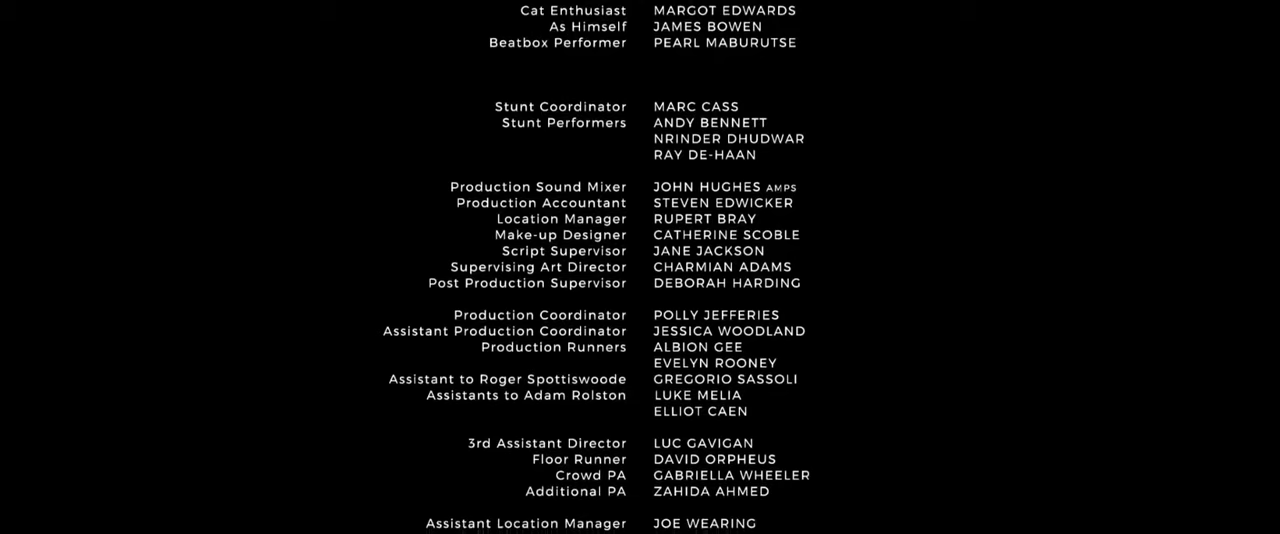 Cat Enthusiast MARGOT EDWARDS
As Himself JAMES BOWEN
Beatbox Performer PEARL MABURUTSE
Stunt Coordinator MARC CASS
Stunt Performers ANDY BENNETT
NRINDER DHUDWAR
RAY DE-HAAN
Production Sound Mixer JOHN HUGHES AMPS
Production Accountant STEVEN EDWICKER
Location Manager RUPERT BRAY
Make-up Designer CATHERINE SCOBLE
Script Supervisor JANE JACKSON
Supervising Art Director CHARMIAN ADAMS
Post Production Supervisor DEBORAH HARDING
Production Coordinator POLLY JEFFERIES
Assistant Production Coordinator JESSICA WOODLAND
Production Runners ALBION GEE
EVELYN ROONEY
Assistant to Roger Spottiswoode GREGORIO SASSOLI
Assistants to Adam Rolston LUKE MELIA
ELLIOT CAEN
3rd Assistant Director LUC GAVIGAN
Floor Runner DAVID ORPHEUS
Crowd PA GABRIELLA WHEELER
Additional PA ZAHIDA AHMED
Assistant Location Manager JOE WEARING